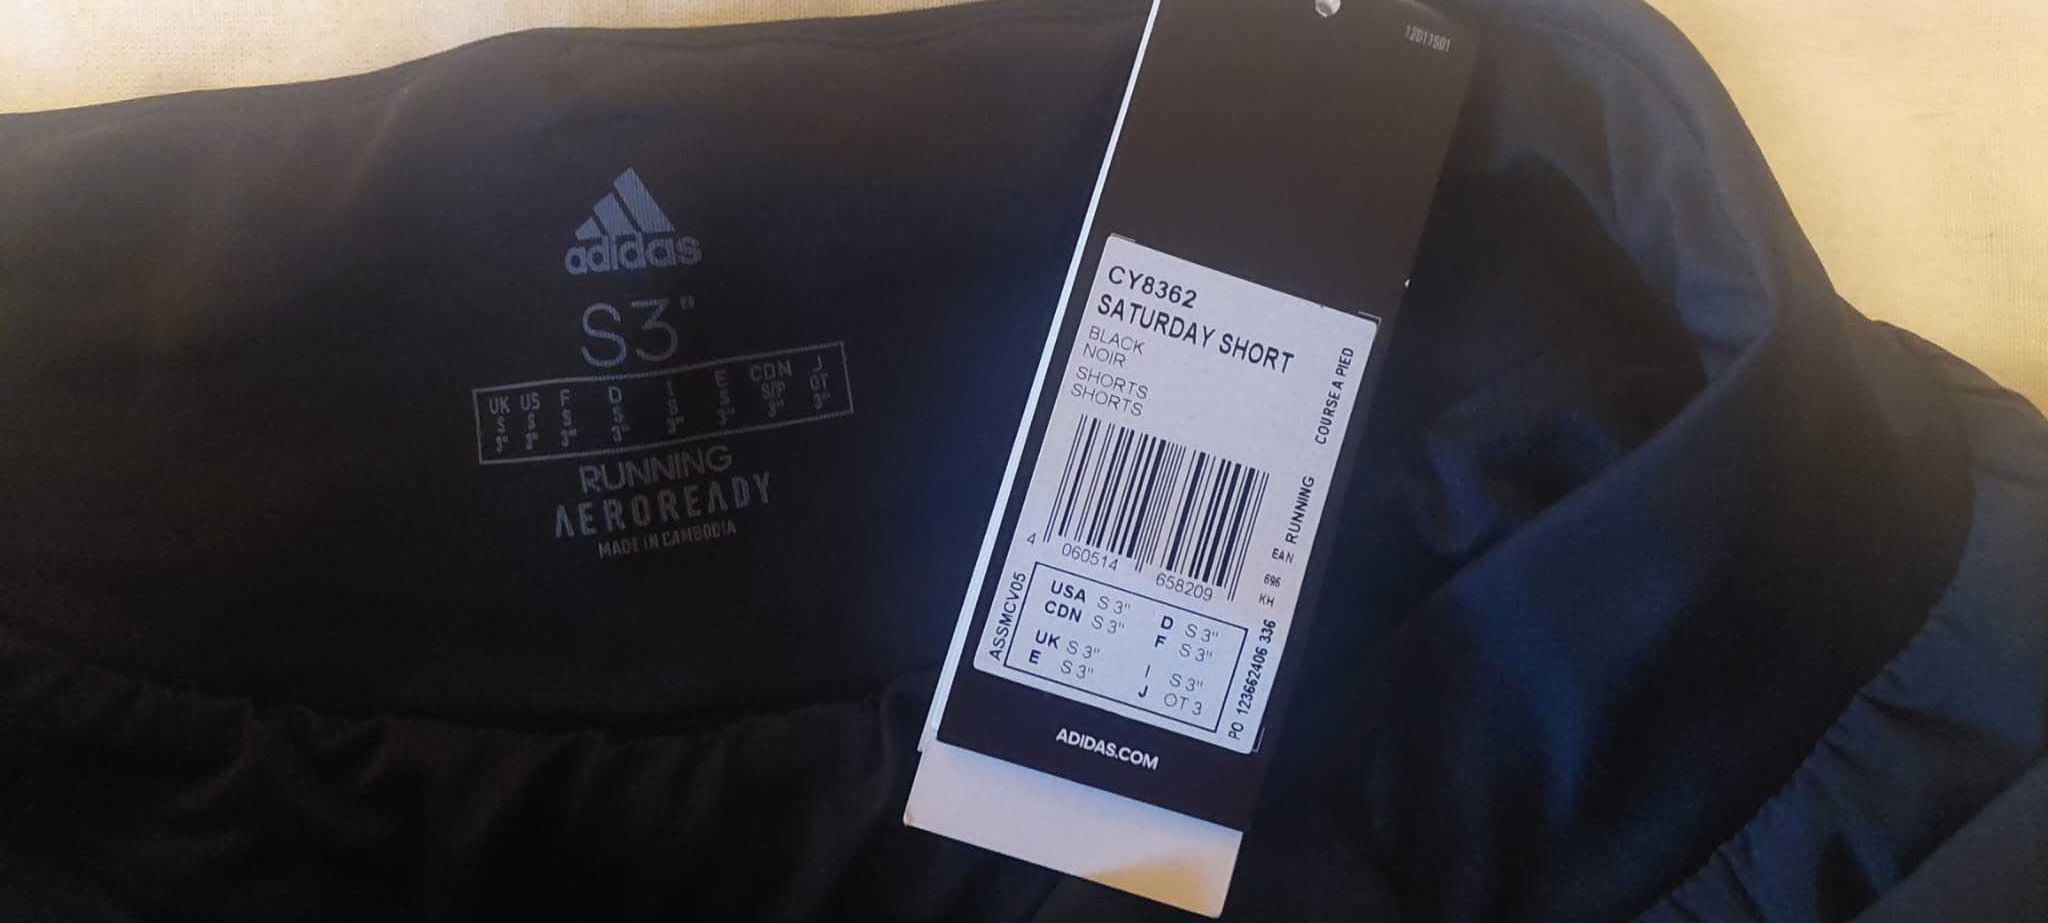 adidas
S3"
UK US F D I E CDN J
S S S S S S S/P OT
3" 3" 3" 3" 3" 3" 3" 3"
RUNNING
AEROREADY
MADE IN CAMBODIA
12011501
CY8362
SATURDAY SHORT
BLACK
NOIR
SHORTS
SHORTS
RUNNING COURSE A PIED
4 060514 658209
EAN
696
KH
ASSMCV05
USA S 3" D S 3"
CDN S 3" F S 3"
UK S 3" I S 3"
E S 3" J OT 3
PO 123662406 336
ADIDAS.COM